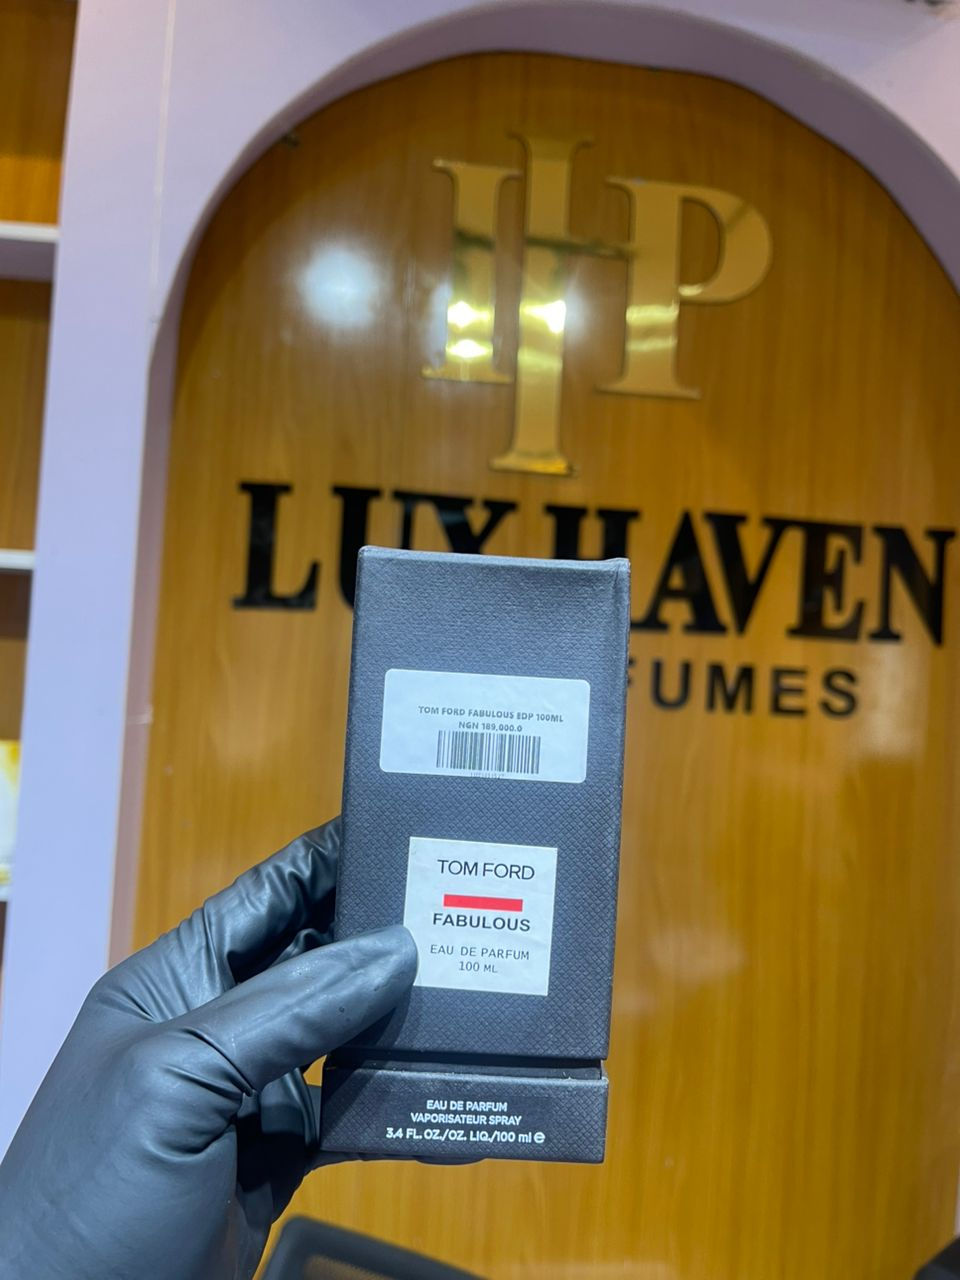 LHP
LUX HAVEN
FUMES
TOM FORD FABULOUS EDP 100ML
NGN 189,000.0
TOM FORD
FABULOUS
EAU DE PARFUM
100 ML
EAU DE PARFUM
VAPORISATEUR SPRAY
3.4 FL. OZ./OZ. LIQ./100 ml e